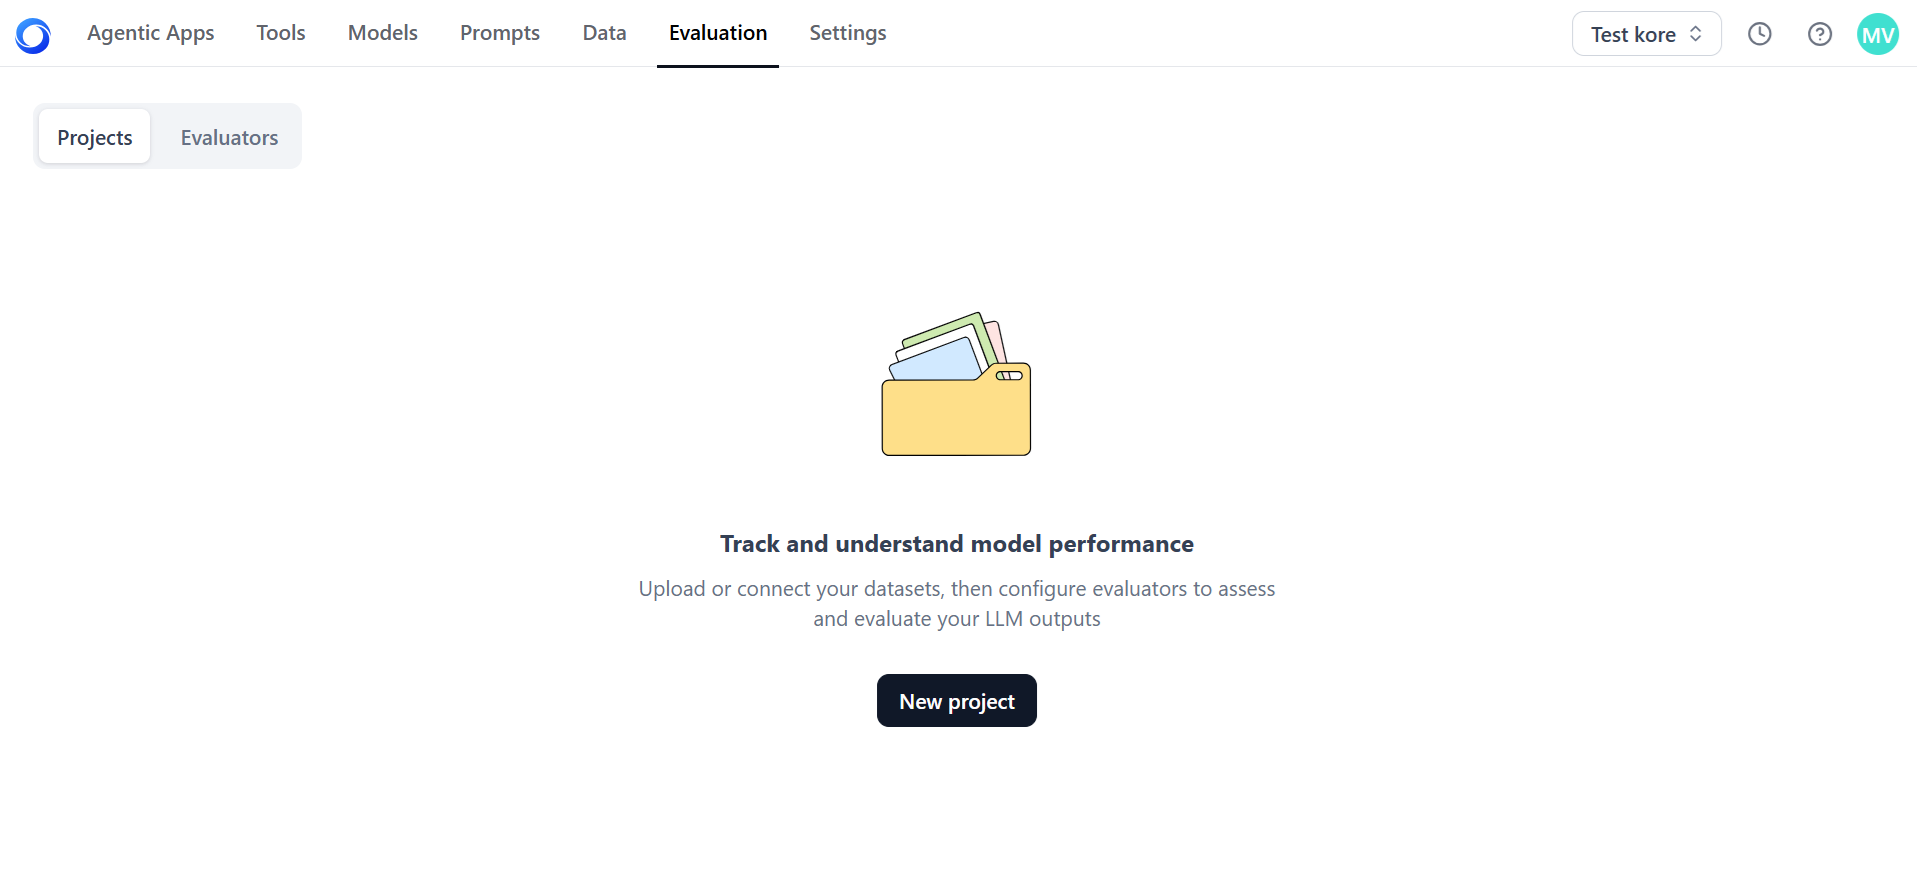 Agentic Apps Tools Models Prompts Data Evaluation Settings Test kore MV
Projects Evaluators
Track and understand model performance
Upload or connect your datasets, then configure evaluators to assess
and evaluate your LLM outputs
New project